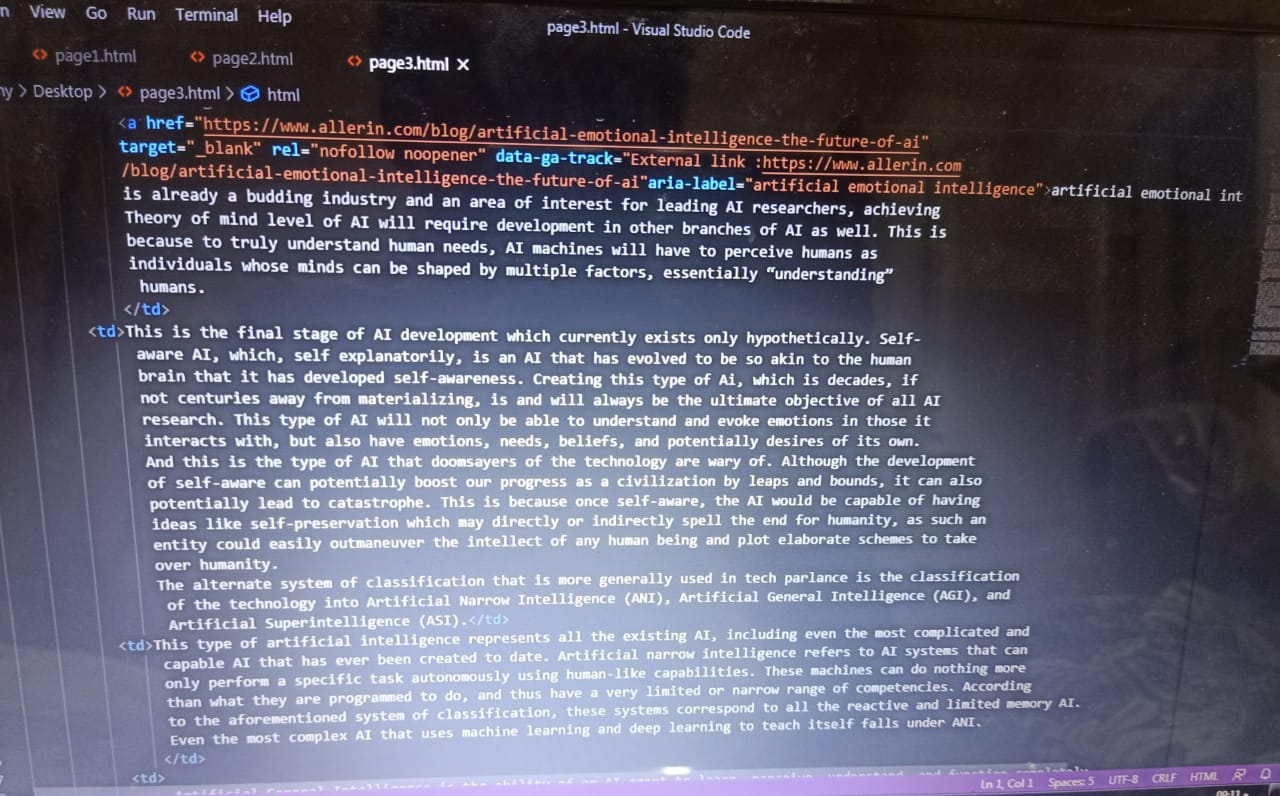 View Go Run Terminal Help
page3.html - Visual Studio Code
page1.html page2.html page3.html ×
Desktop > page3.html > html
<a href="https://www.allerin.com/blog/artificial-emotional-intelligence-the-future-of-ai"
target="_blank" rel="nofollow noopener" data-ga-track="External link :https://www.allerin.com
/blog/artificial-emotional-intelligence-the-future-of-ai"aria-label="artificial emotional intelligence">artificial emotional int
is already a budding industry and an area of interest for leading AI researchers, achieving
Theory of mind level of AI will require development in other branches of AI as well. This is
because to truly understand human needs, AI machines will have to perceive humans as
individuals whose minds can be shaped by multiple factors, essentially “understanding”
humans.
</td>
<td>This is the final stage of AI development which currently exists only hypothetically. Self-
aware AI, which, self explanatorily, is an AI that has evolved to be so akin to the human
brain that it has developed self-awareness. Creating this type of Ai, which is decades, if
not centuries away from materializing, is and will always be the ultimate objective of all AI
research. This type of AI will not only be able to understand and evoke emotions in those it
interacts with, but also have emotions, needs, beliefs, and potentially desires of its own.
And this is the type of AI that doomsayers of the technology are wary of. Although the development
of self-aware can potentially boost our progress as a civilization by leaps and bounds, it can also
potentially lead to catastrophe. This is because once self-aware, the AI would be capable of having
ideas like self-preservation which may directly or indirectly spell the end for humanity, as such an
entity could easily outmaneuver the intellect of any human being and plot elaborate schemes to take
over humanity.
The alternate system of classification that is more generally used in tech parlance is the classification
of the technology into Artificial Narrow Intelligence (ANI), Artificial General Intelligence (AGI), and
Artificial Superintelligence (ASI).</td>
<td>This type of artificial intelligence represents all the existing AI, including even the most complicated and
capable AI that has ever been created to date. Artificial narrow intelligence refers to AI systems that can
only perform a specific task autonomously using human-like capabilities. These machines can do nothing more
than what they are programmed to do, and thus have a very limited or narrow range of competencies. According
to the aforementioned system of classification, these systems correspond to all the reactive and limited memory AI.
Even the most complex AI that uses machine learning and deep learning to teach itself falls under ANI.
</td>
<td>
Ln 1, Col 1 Spaces: 5 UTF-8 CRLF HTML